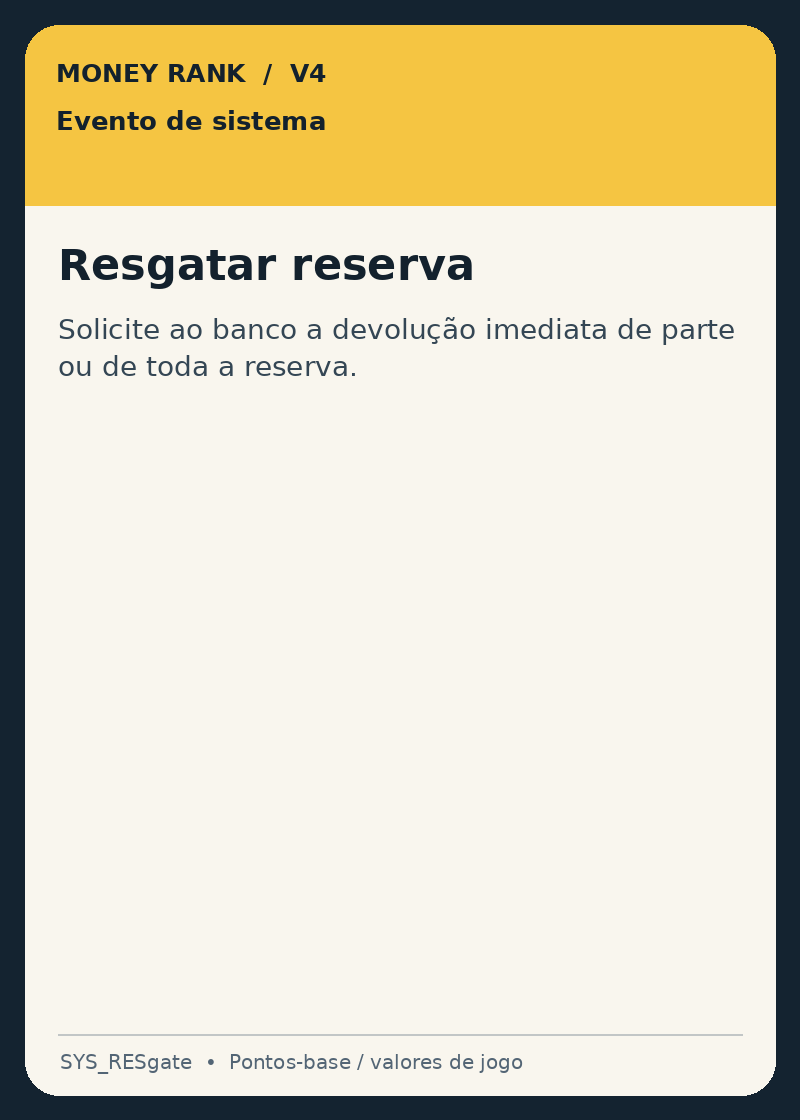 MONEY RANK / V4
Evento de sistema
Resgatar reserva
Solicite ao banco a devolução imediata de parte
ou de toda a reserva.
SYS_RESgate • Pontos-base / valores de jogo